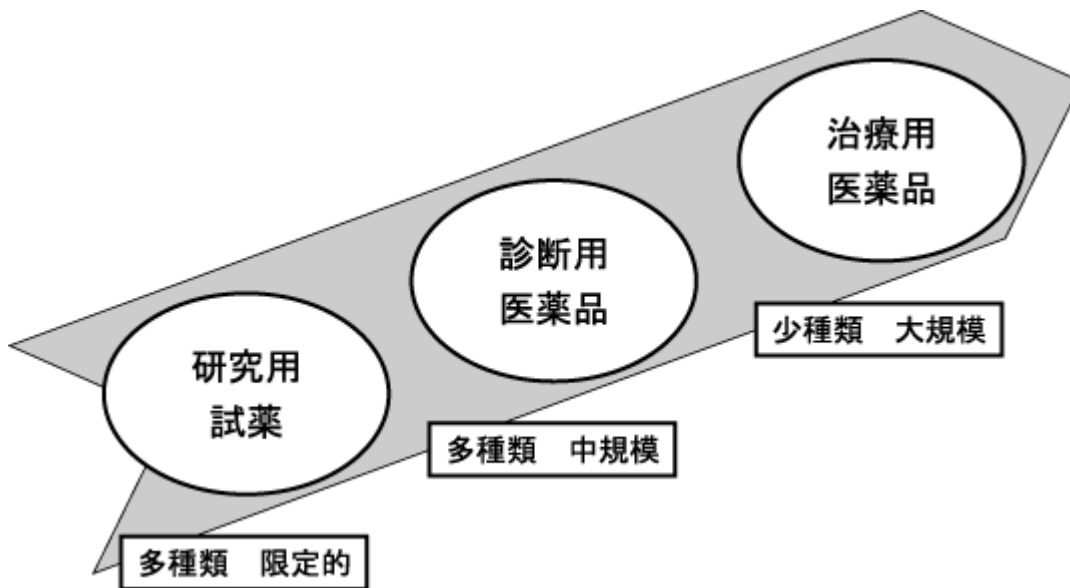 治療用
医薬品
少種類　大規模
診断用
医薬品
多種類　中規模
研究用
試薬
多種類　限定的